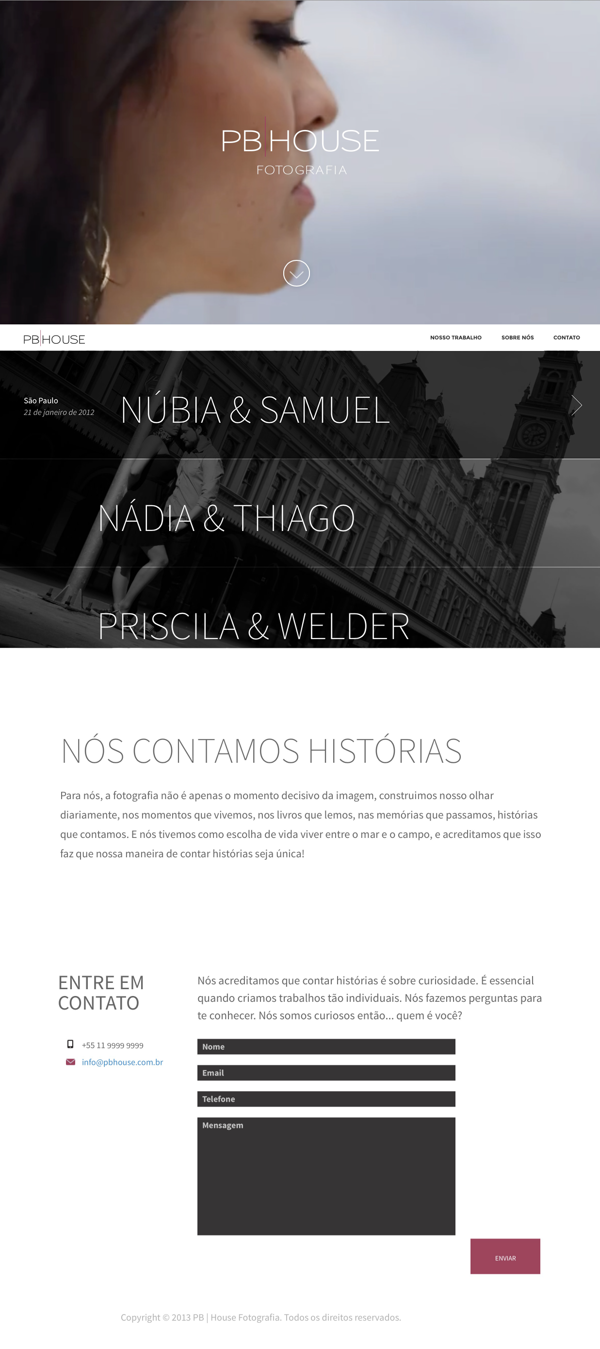 PB HOUSE
FOTOGRAFIA
PB|HOUSE
NOSSO TRABALHO SOBRE NÓS CONTATO
São Paulo
21 de janeiro de 2012
NÚBIA & SAMUEL
NÁDIA & THIAGO
PRISCILA & WELDER
NÓS CONTAMOS HISTÓRIAS
Para nós, a fotografia não é apenas o momento decisivo da imagem, construimos nosso olhar
diariamente, nos momentos que vivemos, nos livros que lemos, nas memórias que passamos, histórias
que contamos. E nós tivemos como escolha de vida viver entre o mar e o campo, e acreditamos que isso
faz que nossa maneira de contar histórias seja única!
ENTRE EM
CONTATO
+55 11 9999 9999
info@pbhouse.com.br
Nós acreditamos que contar histórias é sobre curiosidade. É essencial
quando criamos trabalhos tão individuais. Nós fazemos perguntas para
te conhecer. Nós somos curiosos então... quem é você?
Nome
Email
Telefone
Mensagem
ENVIAR
Copyright © 2013 PB | House Fotografia. Todos os direitos reservados.